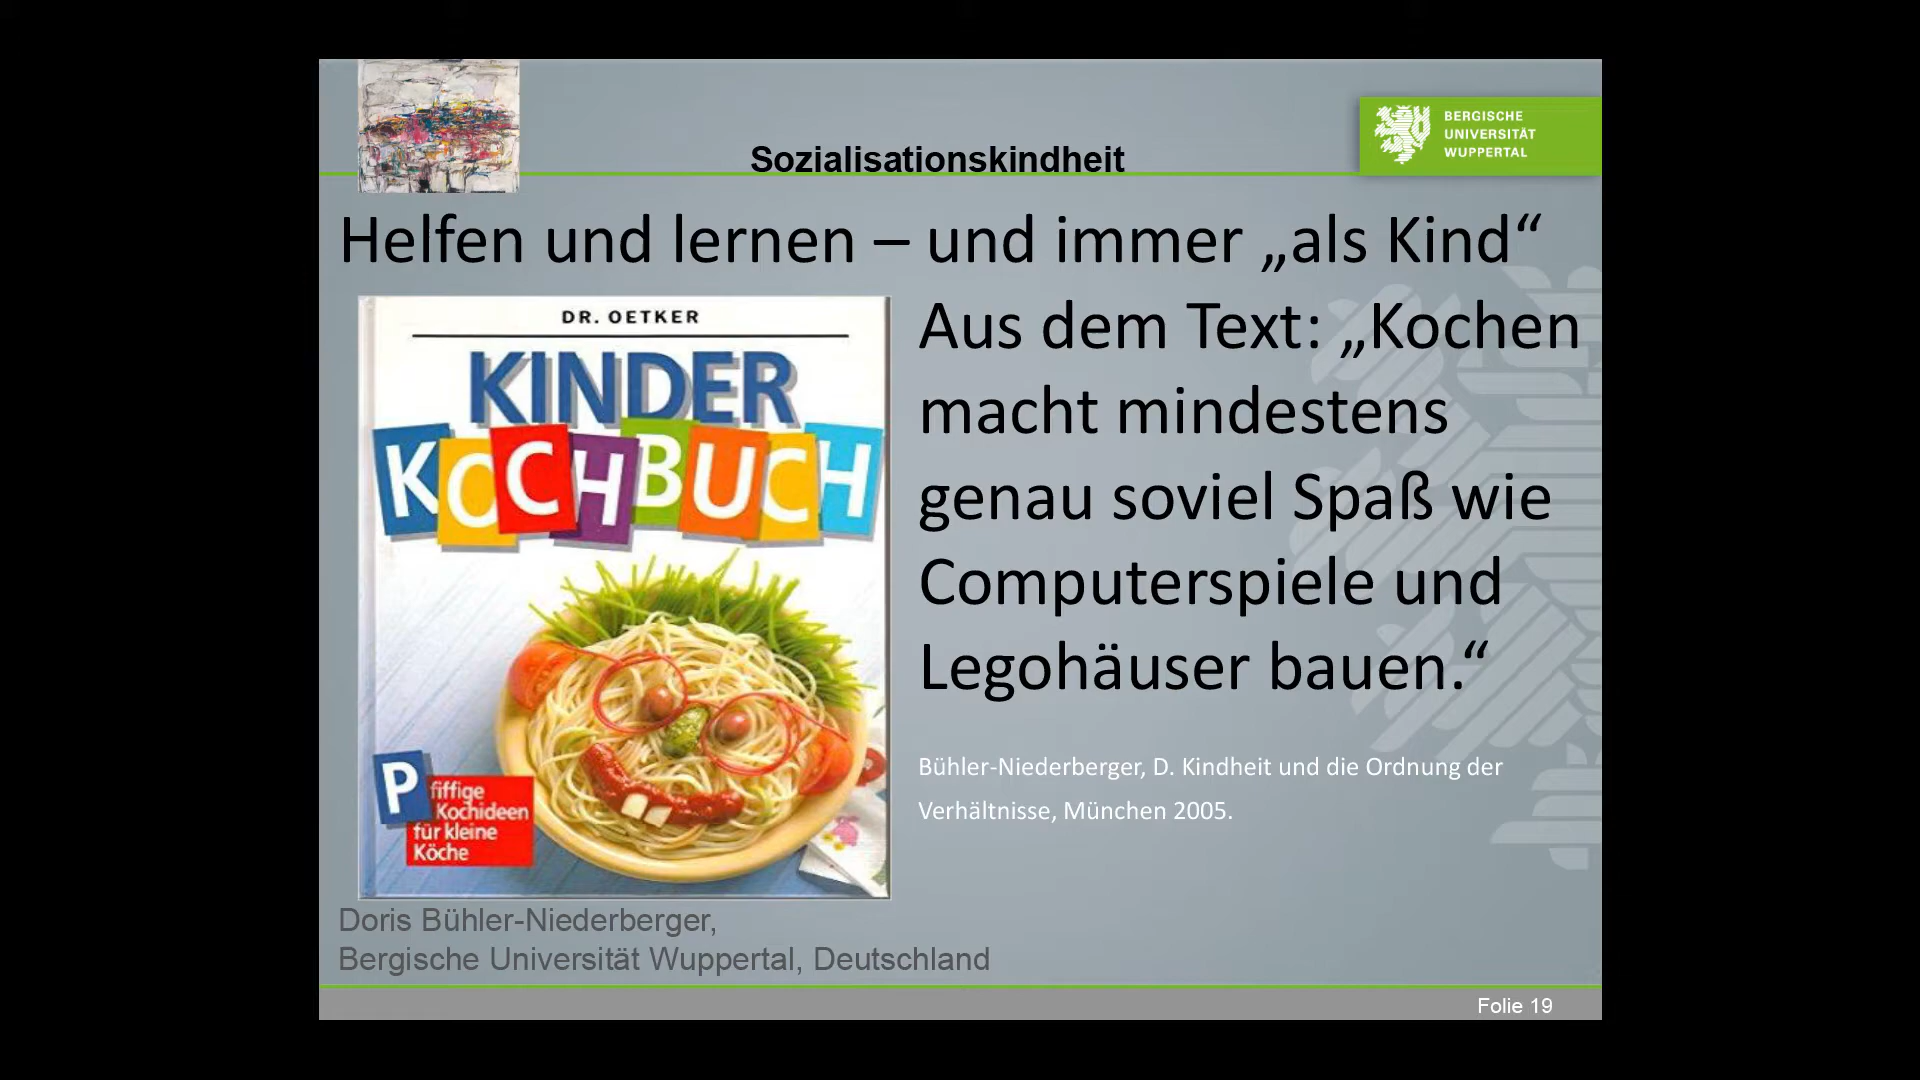 Sozialisationskindheit
BERGISCHE
UNIVERSITÄT
WUPPERTAL
Helfen und lernen – und immer „als Kind“
DR. OETKER
KINDER
KOCHBUCH
Pfiffige
Kochideen
für kleine
Köche
Aus dem Text: „Kochen
macht mindestens
genau soviel Spaß wie
Computerspiele und
Legohäuser bauen.“
Bühler-Niederberger, D. Kindheit und die Ordnung der
Verhältnisse, München 2005.
Doris Bühler-Niederberger,
Bergische Universität Wuppertal, Deutschland
Folie 19